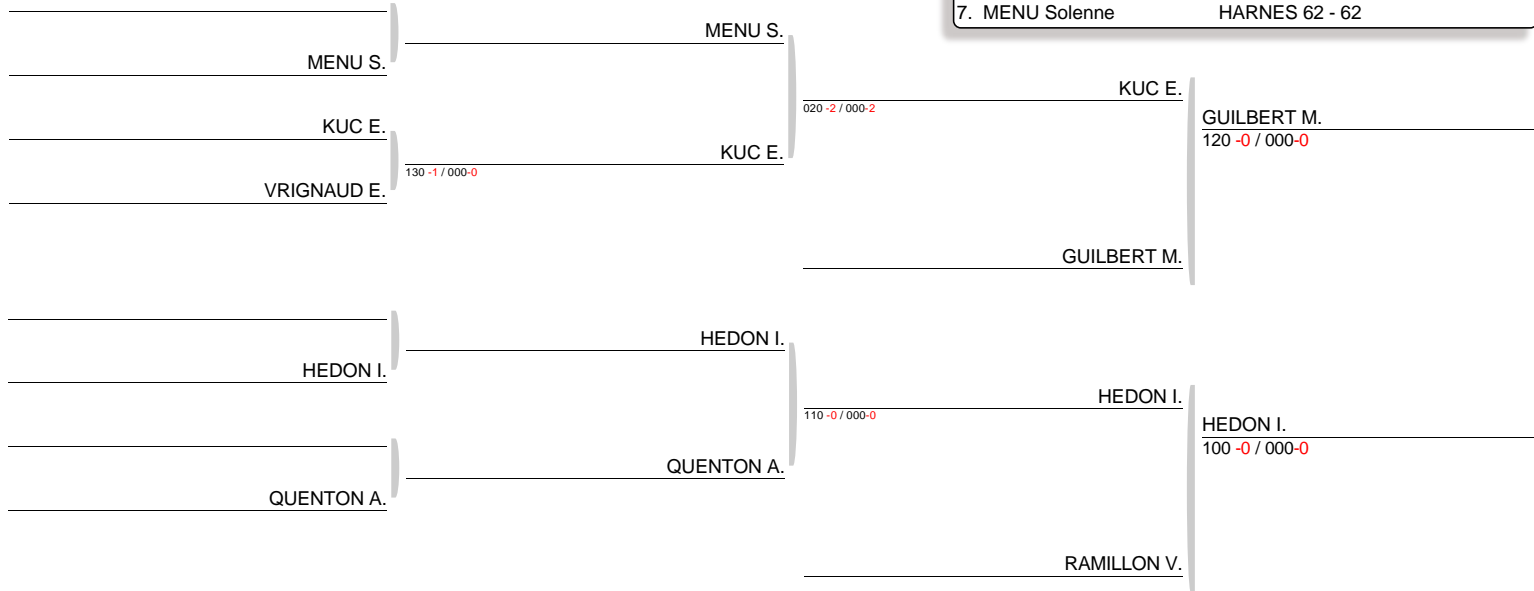 7. MENU Solenne HARNES 62 - 62
MENU S.
MENU S.
KUC E.
020 -2 / 000-2
GUILBERT M.
120 -0 / 000-0
KUC E.
KUC E.
130 -1 / 000-0
VRIGNAUD E.
GUILBERT M.
HEDON I.
HEDON I.
HEDON I.
110 -0 / 000-0
HEDON I.
100 -0 / 000-0
QUENTON A.
QUENTON A.
RAMILLON V.